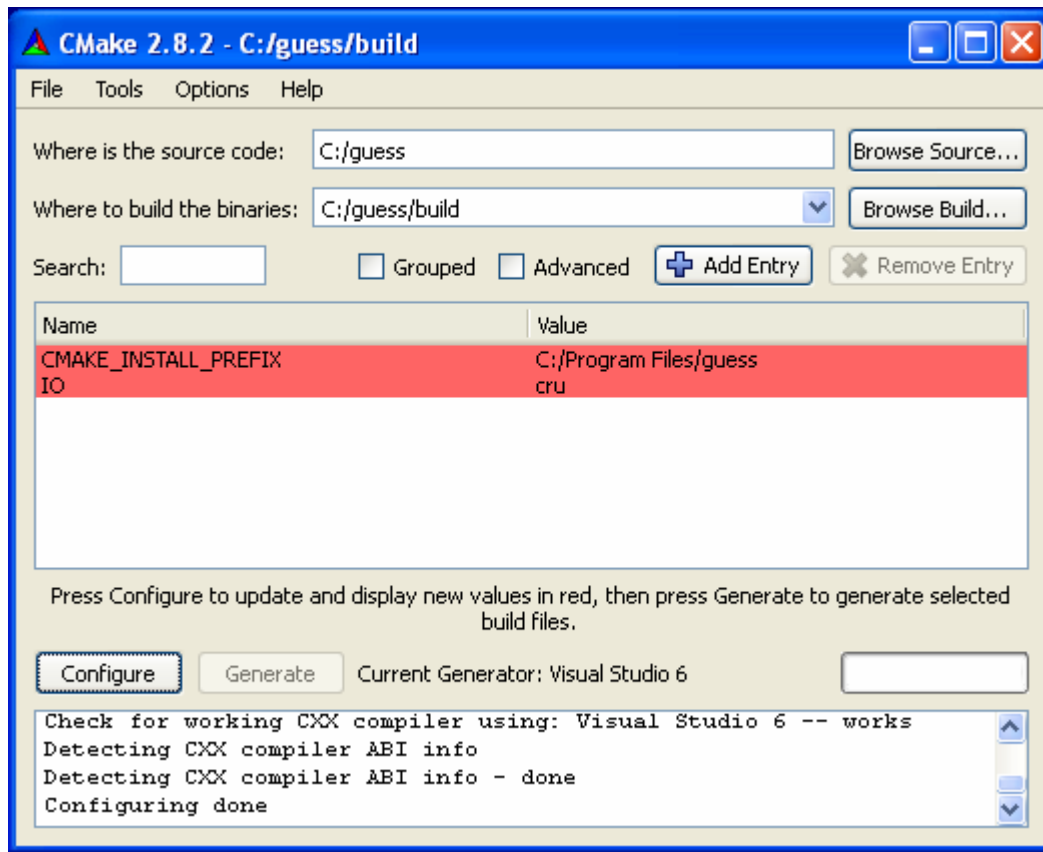 CMake 2.8.2 - C:/guess/build
File Tools Options Help
Where is the source code: C:/guess Browse Source...
Where to build the binaries: C:/guess/build Browse Build...
Search: Grouped Advanced Add Entry Remove Entry
Name Value
CMAKE_INSTALL_PREFIX C:/Program Files/guess
IO cru
Press Configure to update and display new values in red, then press Generate to generate selected
build files.
Configure Generate Current Generator: Visual Studio 6
Check for working CXX compiler using: Visual Studio 6 -- works
Detecting CXX compiler ABI info
Detecting CXX compiler ABI info - done
Configuring done